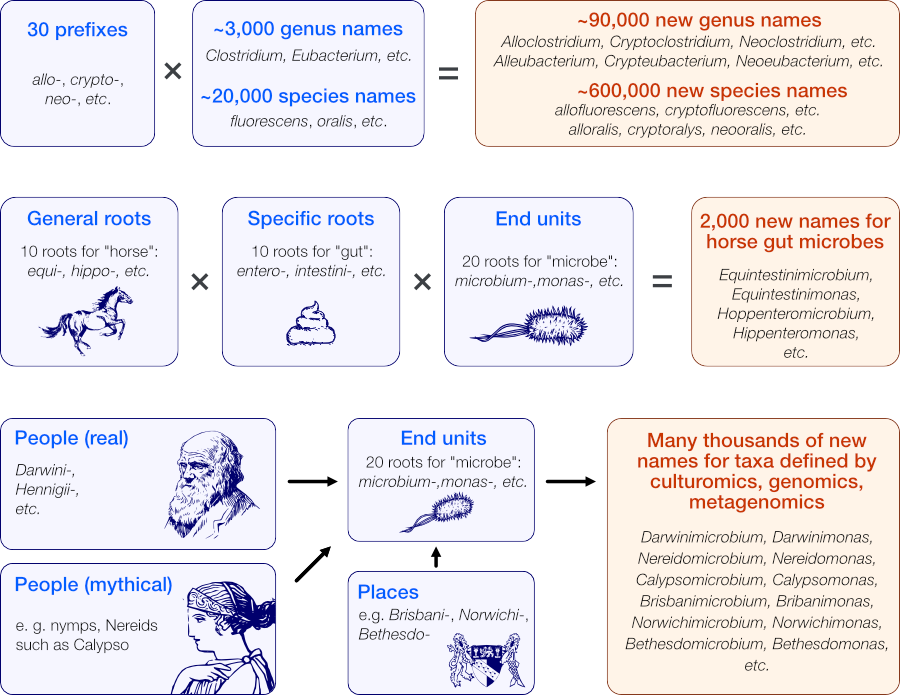 30 prefixes
allo-, crypto-,
neo-, etc.
×
~3,000 genus names
Clostridium, Eubacterium, etc.
~20,000 species names
fluorescens, oralis, etc.
=
~90,000 new genus names
Alloclostridium, Cryptoclostridium, Neoclostridium, etc.
Alleubacterium, Crypteubacterium, Neoeubacterium, etc.
~600,000 new species names
allofluorescens, cryptofluorescens, etc.
alloralis, cryptoralys, neooralis, etc.
General roots
10 roots for "horse":
equi-, hippo-, etc.
×
Specific roots
10 roots for "gut":
entero-, intestini-, etc.
×
End units
20 roots for "microbe":
microbium-,monas-, etc.
=
2,000 new names for
horse gut microbes
Equintestinimicrobium,
Equintestinimonas,
Hoppenteromicrobium,
Hippenteromonas,
etc.
People (real)
Darwini-,
Hennigii-,
etc.
People (mythical)
e. g. nymps, Nereids
such as Calypso
End units
20 roots for "microbe":
microbium-,monas-, etc.
Places
e.g. Brisbani-, Norwichi-,
Bethesdo-
Many thousands of new
names for taxa defined by
culturomics, genomics,
metagenomics
Darwinimicrobium, Darwinimonas,
Nereidomicrobium, Nereidomonas,
Calypsomicrobium, Calypsomonas,
Brisbanimicrobium, Bribanimonas,
Norwichimicrobium, Norwichimonas,
Bethesdomicrobium, Bethesdomonas,
etc.